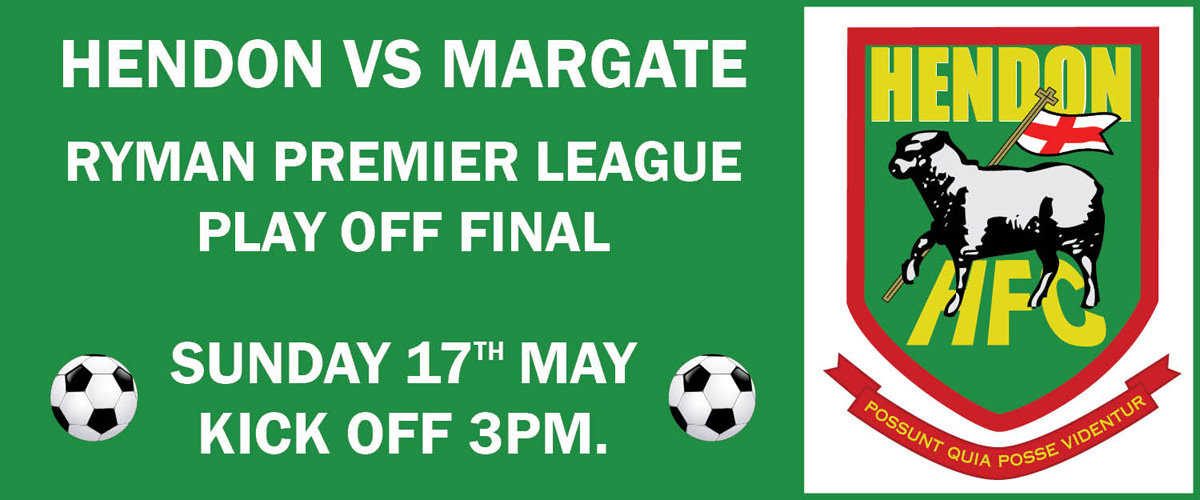 HENDON VS MARGATE
RYMAN PREMIER LEAGUE
PLAY OFF FINAL
SUNDAY 17TH MAY
KICK OFF 3PM.
HENDON
HFC
POSSUNT QUIA POSSE VIDENTUR